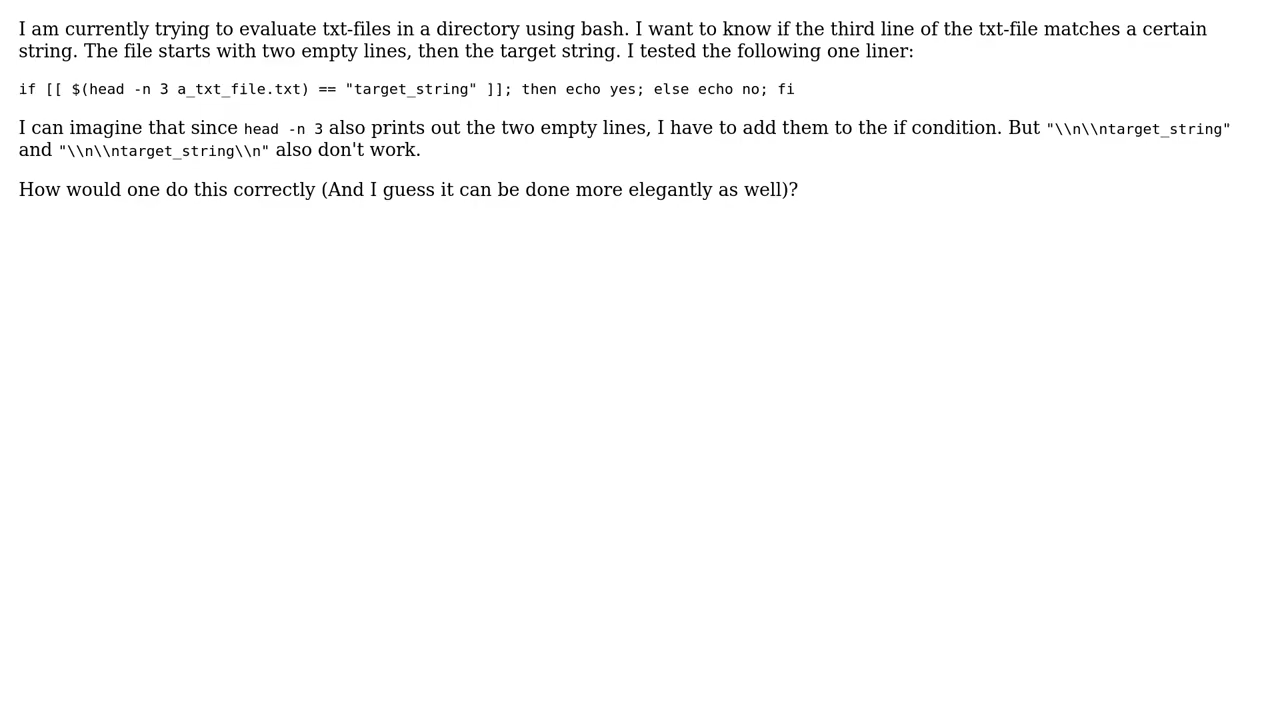 I am currently trying to evaluate txt-files in a directory using bash. I want to know if the third line of the txt-file matches a certain
string. The file starts with two empty lines, then the target string. I tested the following one liner:
if [[ $(head -n 3 a_txt_file.txt) == "target_string" ]]; then echo yes; else echo no; fi
I can imagine that since head -n 3 also prints out the two empty lines, I have to add them to the if condition. But "\\n\\ntarget_string"
and "\\n\\ntarget_string\\n" also don't work.
How would one do this correctly (And I guess it can be done more elegantly as well)?